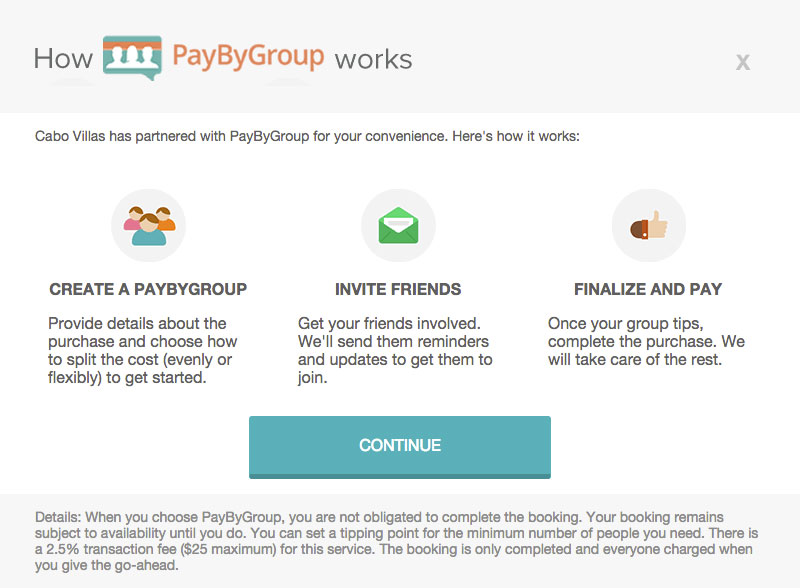 How PayByGroup works
X
Cabo Villas has partnered with PayByGroup for your convenience. Here's how it works:
CREATE A PAYBYGROUP
Provide details about the
purchase and choose how
to split the cost (evenly or
flexibly) to get started.
INVITE FRIENDS
Get your friends involved.
We'll send them reminders
and updates to get them to
join.
FINALIZE AND PAY
Once your group tips,
complete the purchase. We
will take care of the rest.
CONTINUE
Details: When you choose PayByGroup, you are not obligated to complete the booking. Your booking remains
subject to availability until you do. You can set a tipping point for the minimum number of people you need. There is
a 2.5% transaction fee ($25 maximum) for this service. The booking is only completed and everyone charged when
you give the go-ahead.